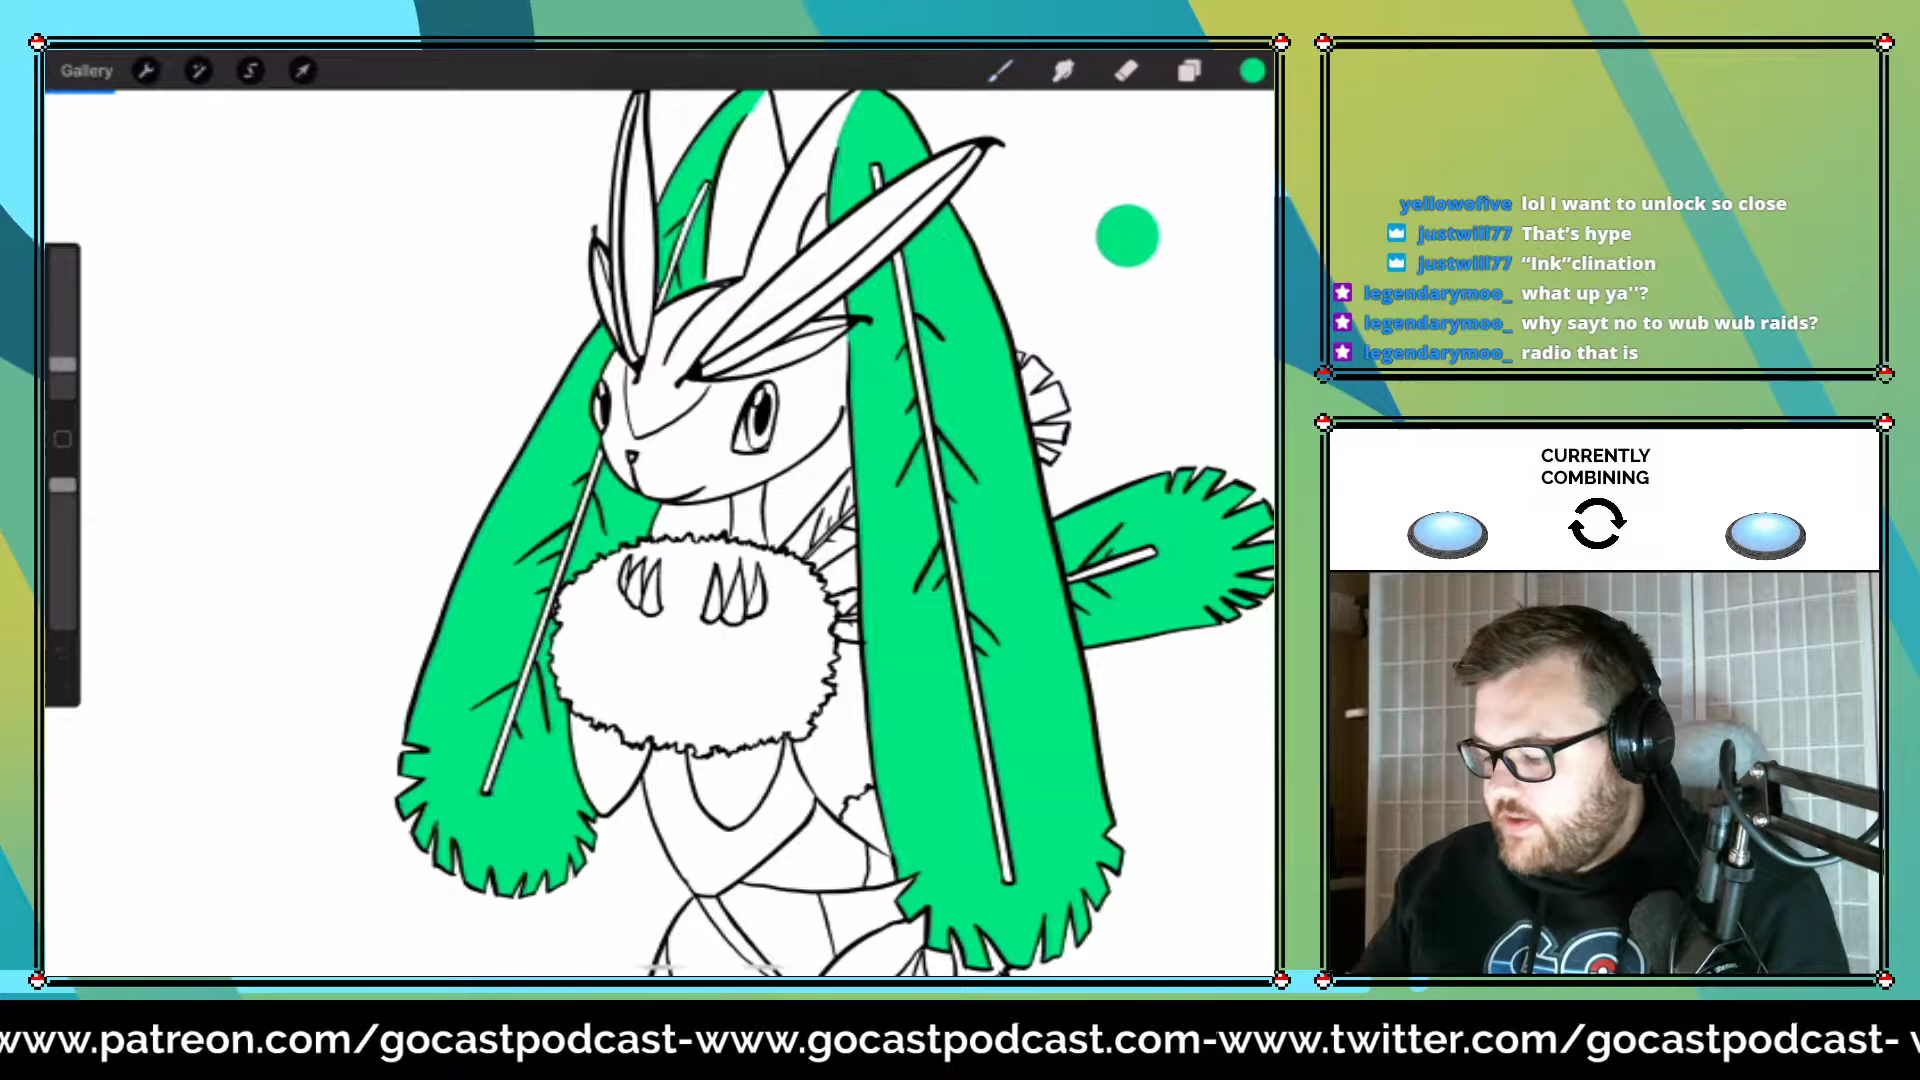 Gallery
yellowofive lol I want to unlock so close
justwill77 That's hype
justwill77 “Ink”clination
legendarymoo_ what up ya''?
legendarymoo_ why sayt no to wub wub raids?
legendarymoo_ radio that is
CURRENTLY
COMBINING
GO
www.patreon.com/gocastpodcast-www.gocastpodcast.com-www.twitter.com/gocastpodcast-